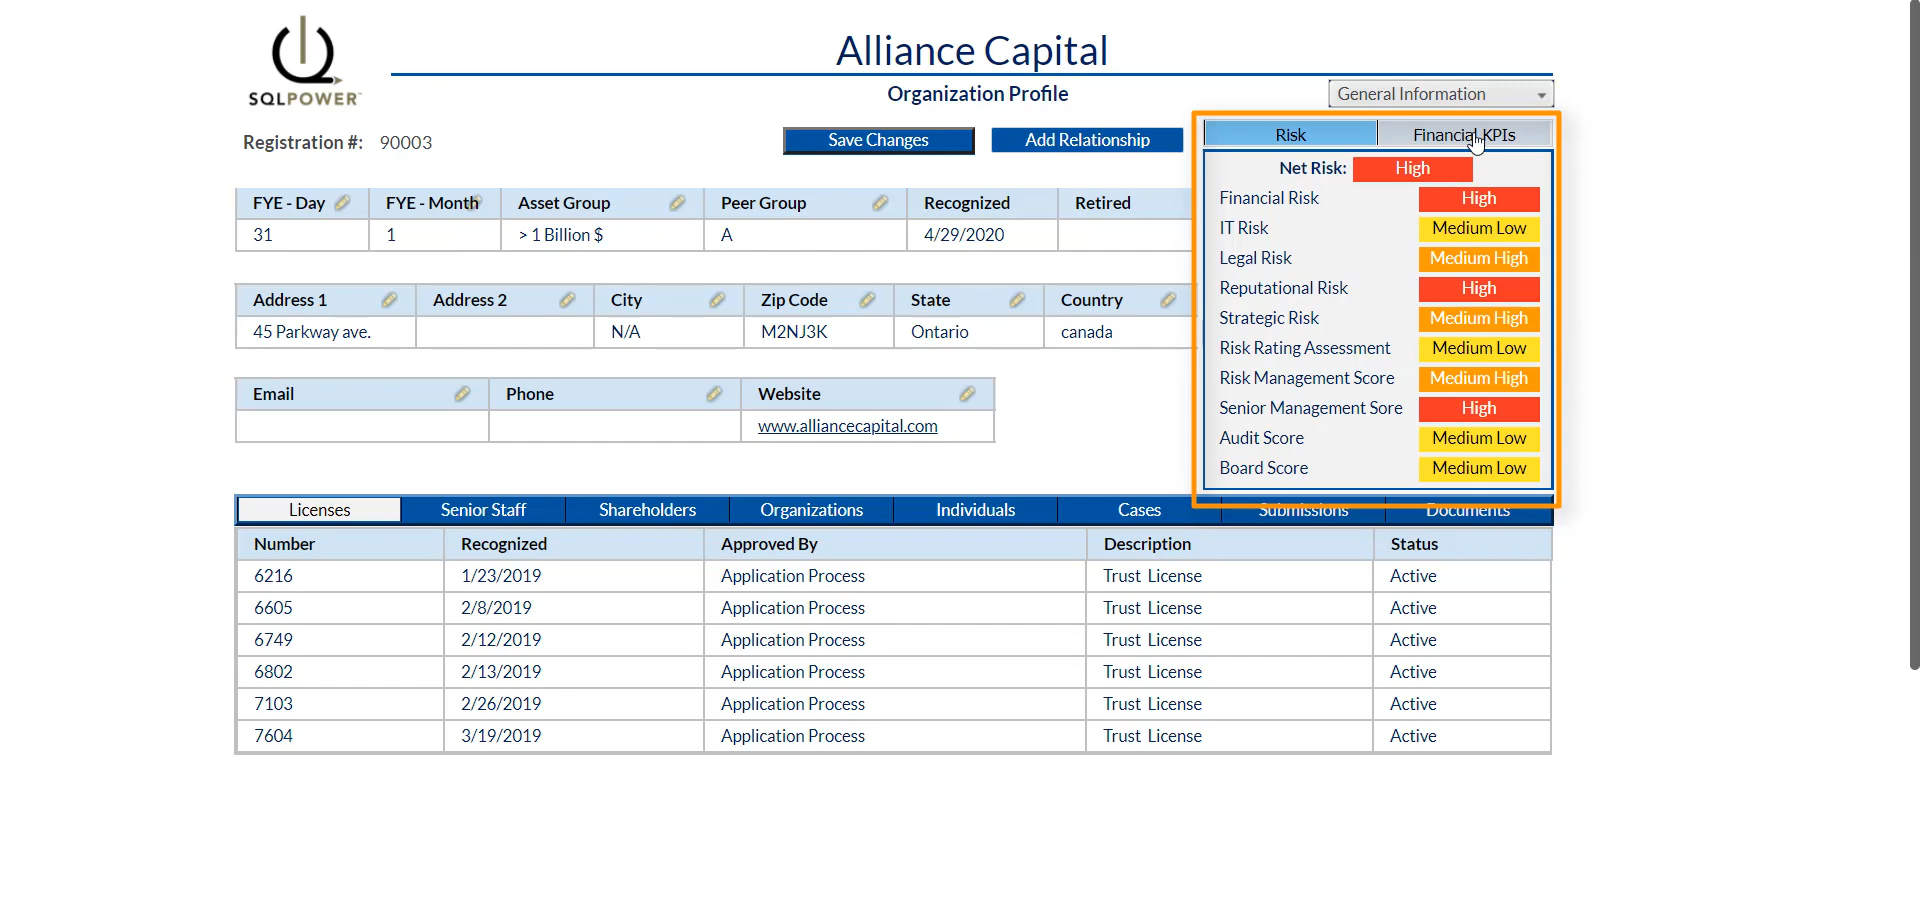 Alliance Capital
SQLPOWER™
Organization Profile
General Information
Registration #: 90003
Save Changes
Add Relationship
Risk
Financial KPIs
Net Risk: High
Financial Risk High
IT Risk Medium Low
Legal Risk Medium High
Reputational Risk High
Strategic Risk Medium High
Risk Rating Assessment Medium Low
Risk Management Score Medium High
Senior Management Sore High
Audit Score Medium Low
Board Score Medium Low
FYE - Day FYE - Month Asset Group Peer Group Recognized Retired
31 1 > 1 Billion $ A 4/29/2020
Address 1 Address 2 City Zip Code State Country
45 Parkway ave. N/A M2NJ3K Ontario canada
Email Phone Website
www.alliancecapital.com
Licenses Senior Staff Shareholders Organizations Individuals Cases Submissions Documents
Number Recognized Approved By Description Status
6216 1/23/2019 Application Process Trust License Active
6605 2/8/2019 Application Process Trust License Active
6749 2/12/2019 Application Process Trust License Active
6802 2/13/2019 Application Process Trust License Active
7103 2/26/2019 Application Process Trust License Active
7604 3/19/2019 Application Process Trust License Active